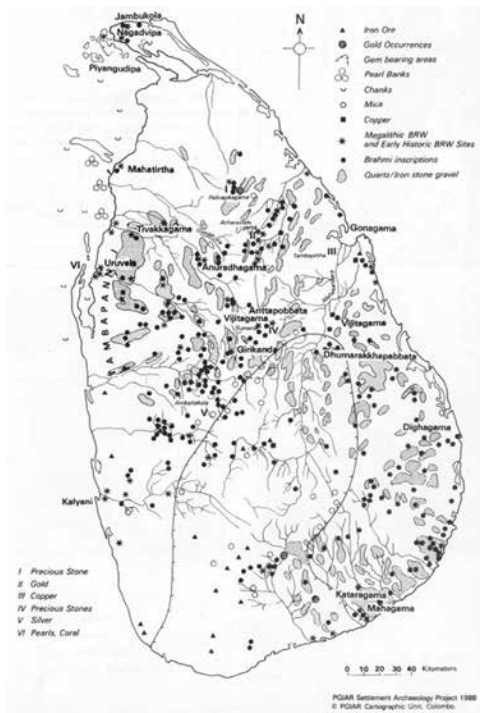 Jambukola
Nagadvipa
Piyangudipa
Mahatirtha
Tivakkagama
Gonagama
Uruvela
Anuradhagama
TAMBAPANNI
Vijitagama
Vijitagama
Girikanda
Dhumarakkhapabbata
Dighagama
Kalyani
Kataragama
Mahagama
I
II
III
IV
V
VI
N
Iron Ore
Gold Occurrences
Gem bearing areas
Pearl Banks
Chanks
Mica
Copper
Megalithic BRW
and Early Historic BRW Sites
Brahmi inscriptions
Quartz/Iron stone gravel
I Precious Stone
II Gold
III Copper
IV Precious Stones
V Silver
VI Pearls, Coral
0 10 20 30 40 Kilometers
PGIAR Settlement Archaeology Project 1988
© PGIAR Cartographic Unit, Colombo.